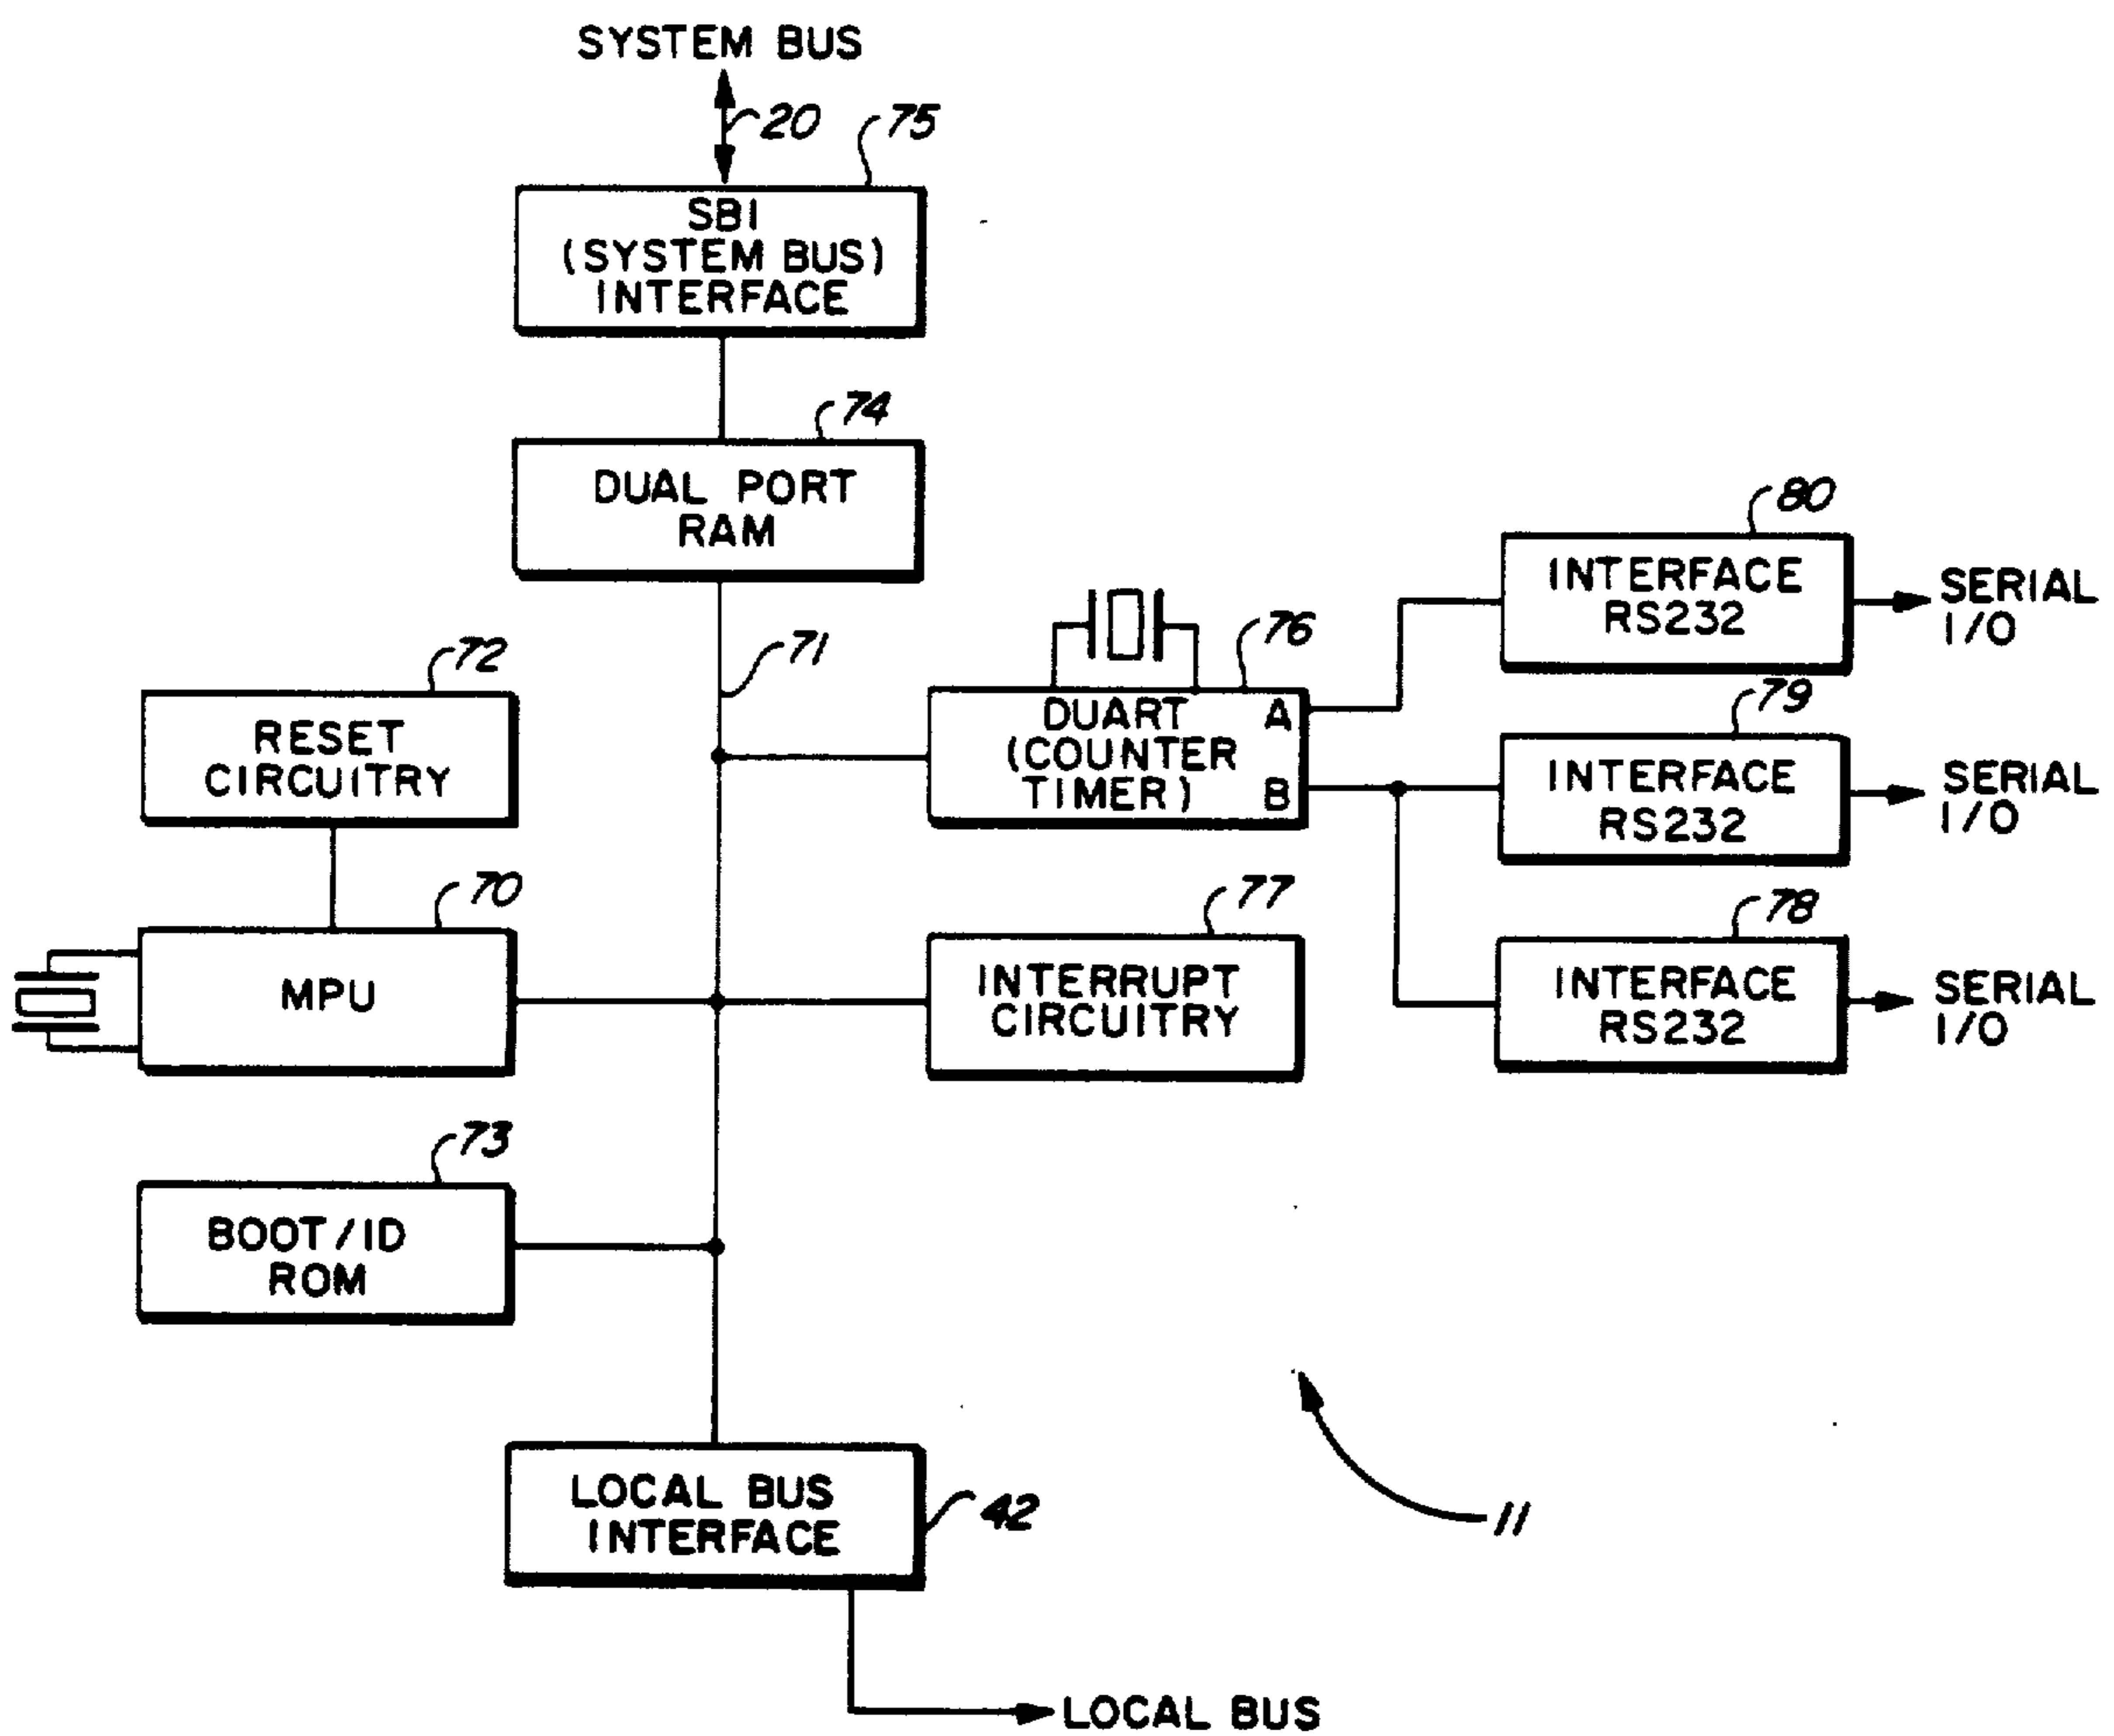 SYSTEM BUS
20
75
SBI
(SYSTEM BUS)
INTERFACE
74
DUAL PORT
RAM
80
INTERFACE
RS232
SERIAL
I/O
72
RESET
CIRCUITRY
71
76
DUART A
(COUNTER
TIMER) B
79
INTERFACE
RS232
SERIAL
I/O
70
MPU
77
INTERRUPT
CIRCUITRY
78
INTERFACE
RS232
SERIAL
I/O
73
BOOT/ID
ROM
LOCAL BUS
INTERFACE
42
11
LOCAL BUS